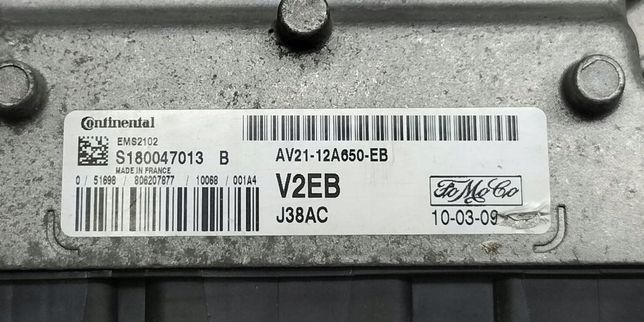 Continental
EMS2102
S180047013 B
MADE IN FRANCE
0 / 51698 / 806207877 / 10068 / 001A4
AV21-12A650-EB
V2EB
J38AC
FoMoCo
10-03-09